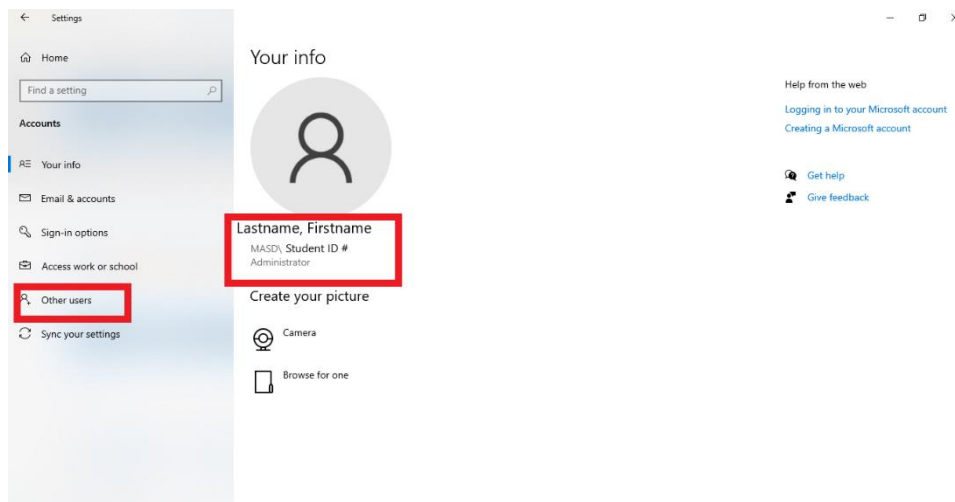 Settings
Home
Find a setting
Accounts
Your info
Email & accounts
Sign-in options
Access work or school
Other users
Sync your settings
Your info
Lastname, Firstname
MASD\ Student ID #
Administrator
Create your picture
Camera
Browse for one
Help from the web
Logging in to your Microsoft account
Creating a Microsoft account
Get help
Give feedback